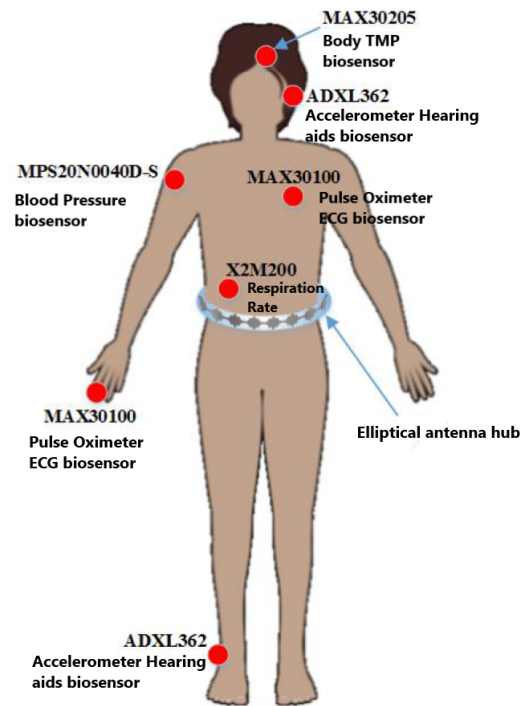 MAX30205
Body TMP
biosensor
ADXL362
Accelerometer Hearing
aids biosensor
MPS20N0040D-S
Blood Pressure
biosensor
MAX30100
Pulse Oximeter
ECG biosensor
X2M200
Respiration
Rate
MAX30100
Pulse Oximeter
ECG biosensor
Elliptical antenna hub
ADXL362
Accelerometer Hearing
aids biosensor